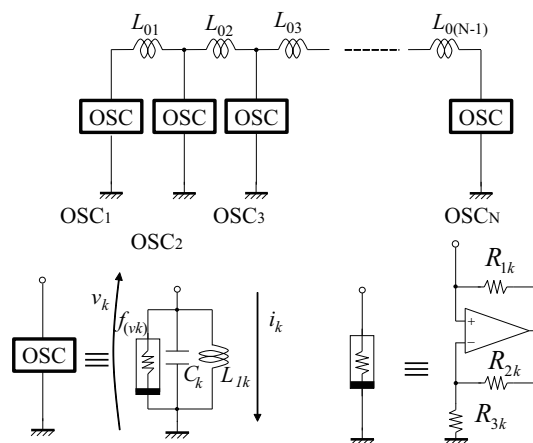 L01 L02 L03 L0(N-1)
OSC OSC OSC OSC
OSC1 OSC3 OSCN
OSC2
vk f(vk) ik R1k
OSC Ck L1k + −
R2k
R3k